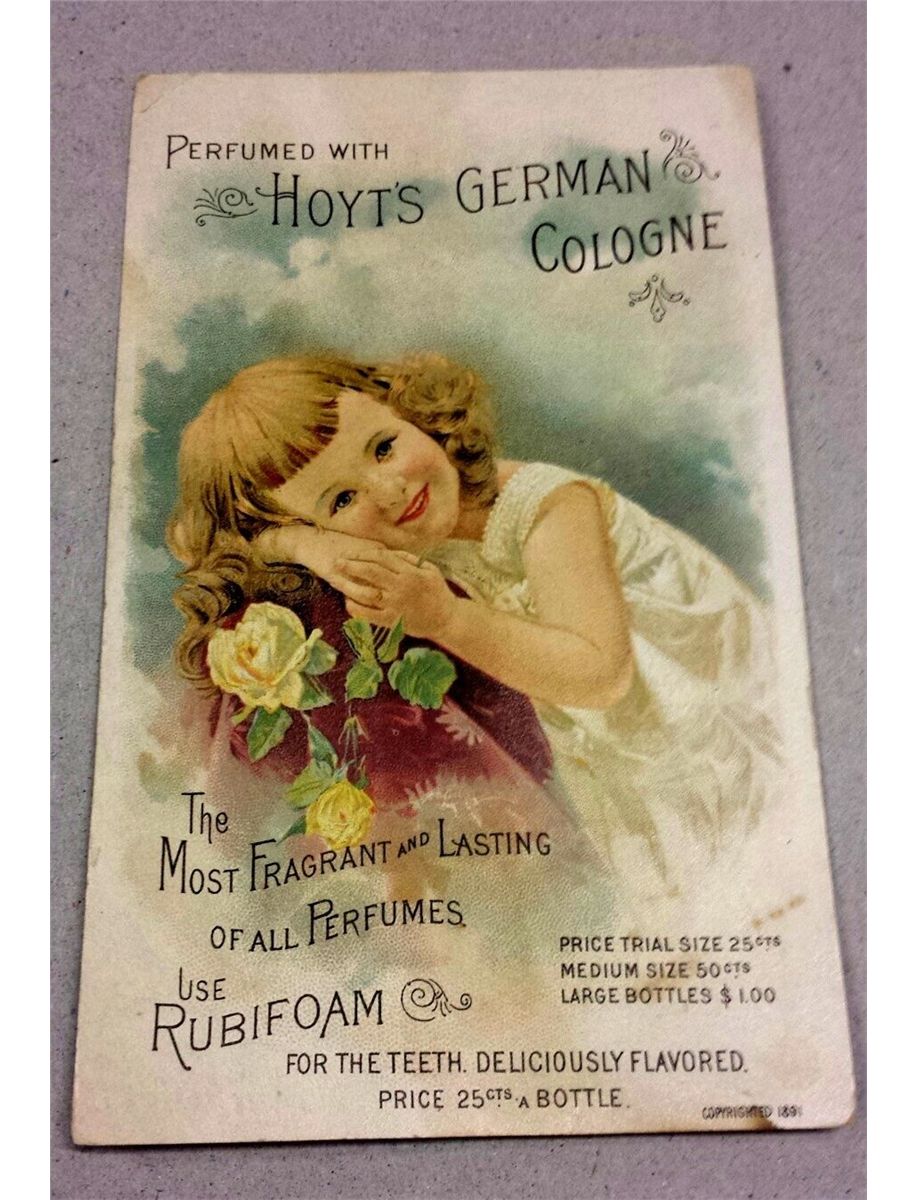 PERFUMED WITH
HOYT'S GERMAN
COLOGNE
The
MOST FRAGRANT AND LASTING
OF ALL PERFUMES.
PRICE TRIAL SIZE 25CTS
MEDIUM SIZE 50CTS
LARGE BOTTLES $1.00
USE
RUBIFOAM
FOR THE TEETH. DELICIOUSLY FLAVORED.
PRICE 25CTS. A BOTTLE.
COPYRIGHTED 1891